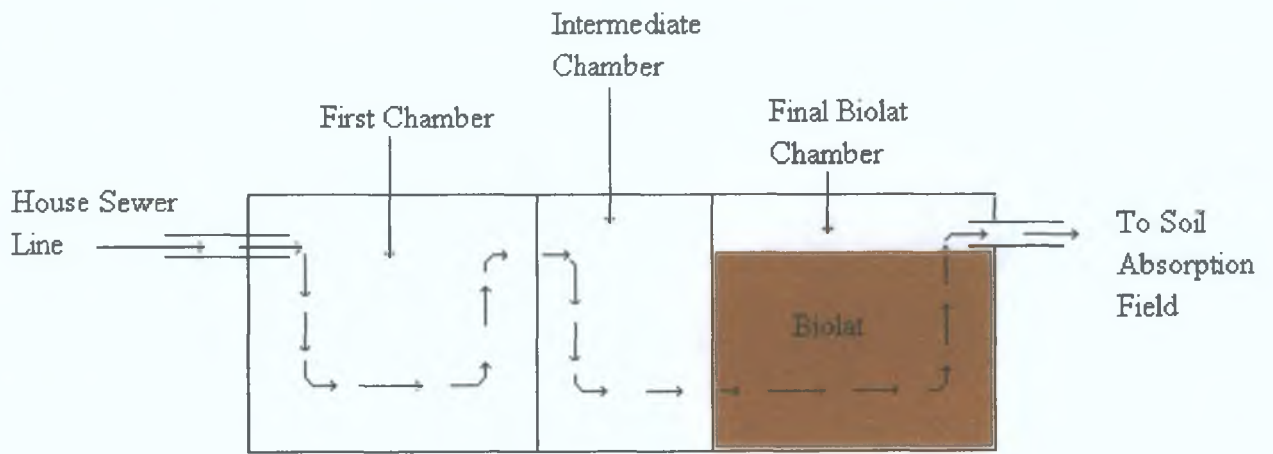 Intermediate
Chamber
First Chamber
Final Biolat
Chamber
House Sewer
Line
To Soil
Absorption
Field
Biolat